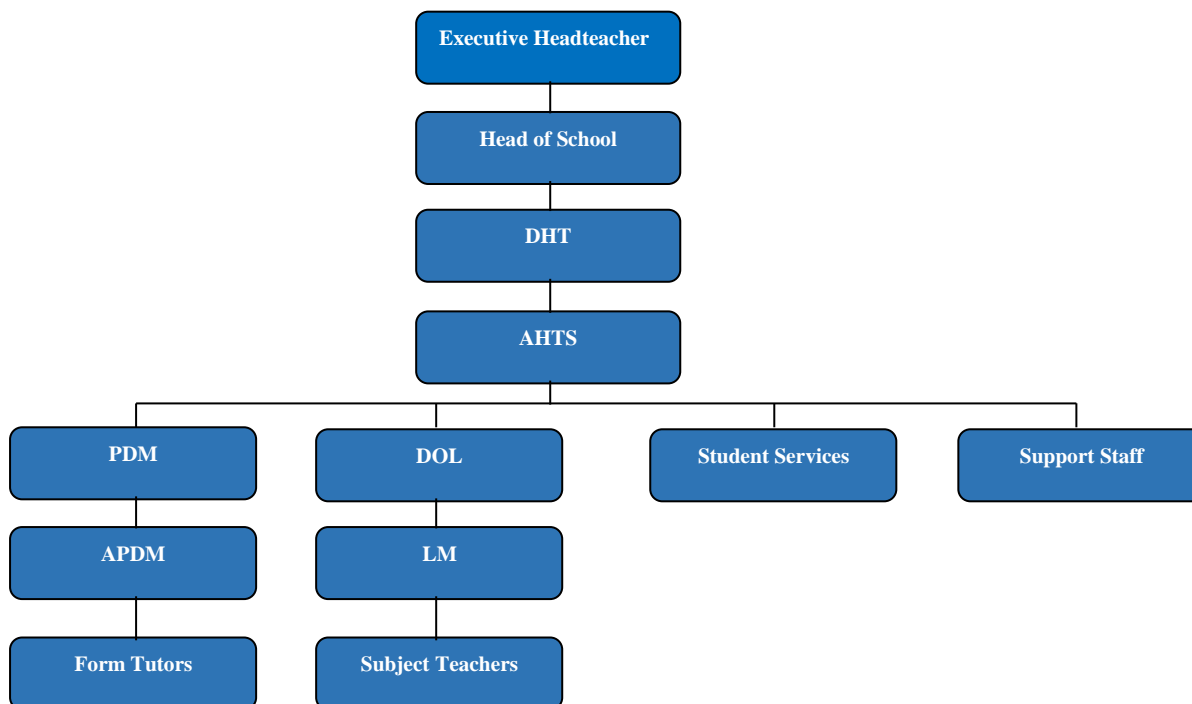 Executive Headteacher
Head of School
DHT
AHTS
PDM
DOL
Student Services
Support Staff
APDM
LM
Form Tutors
Subject Teachers